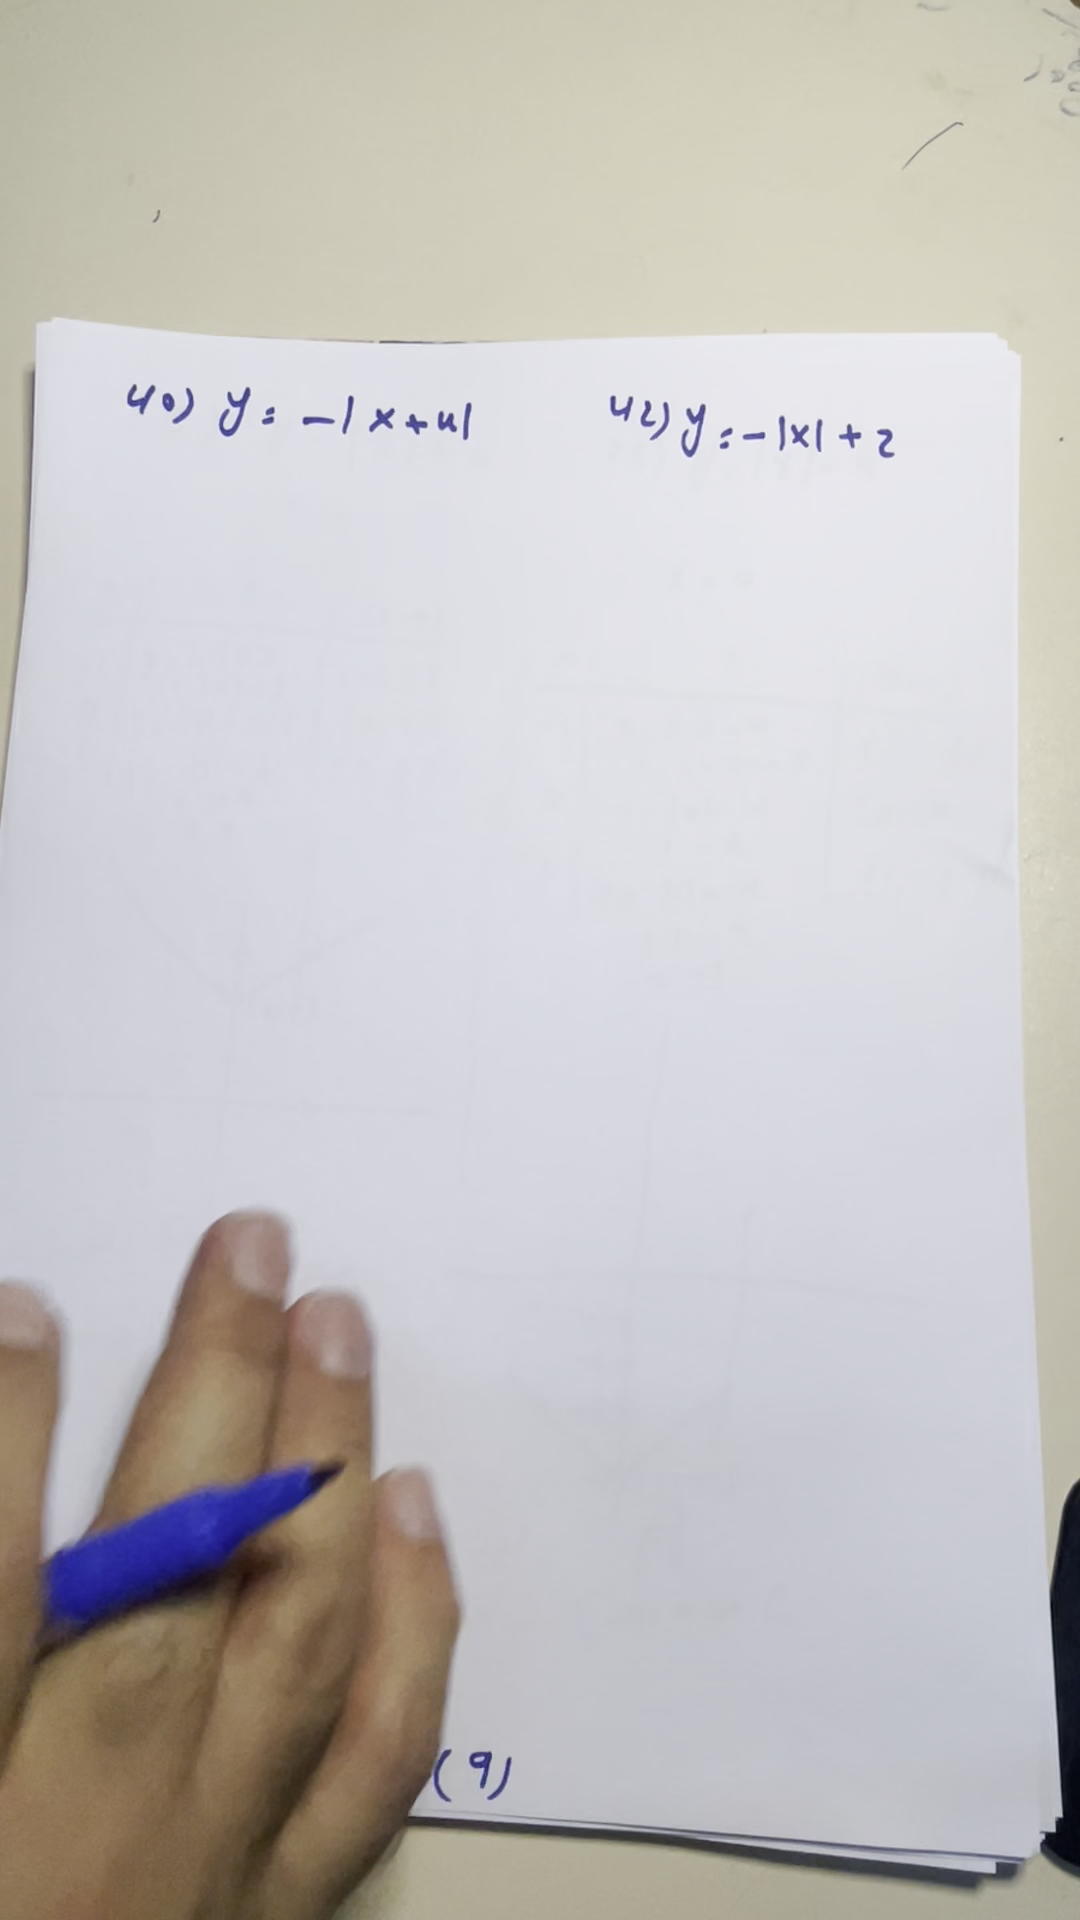 40) y = -|x+4|
42) y = -|x| + 2
(9)